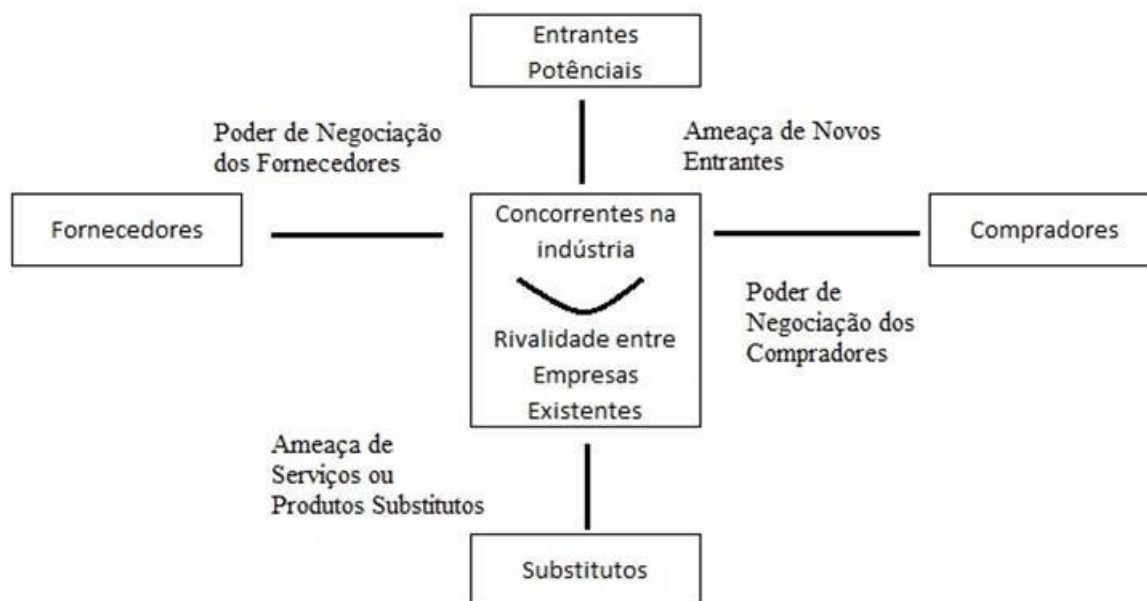 Entrantes
Potênciais
Poder de Negociação
dos Fornecedores
Ameaça de Novos
Entrantes
Fornecedores
Concorrentes na
indústria
Compradores
Rivalidade entre
Empresas
Existentes
Poder de
Negociação dos
Compradores
Ameaça de
Serviços ou
Produtos Substitutos
Substitutos